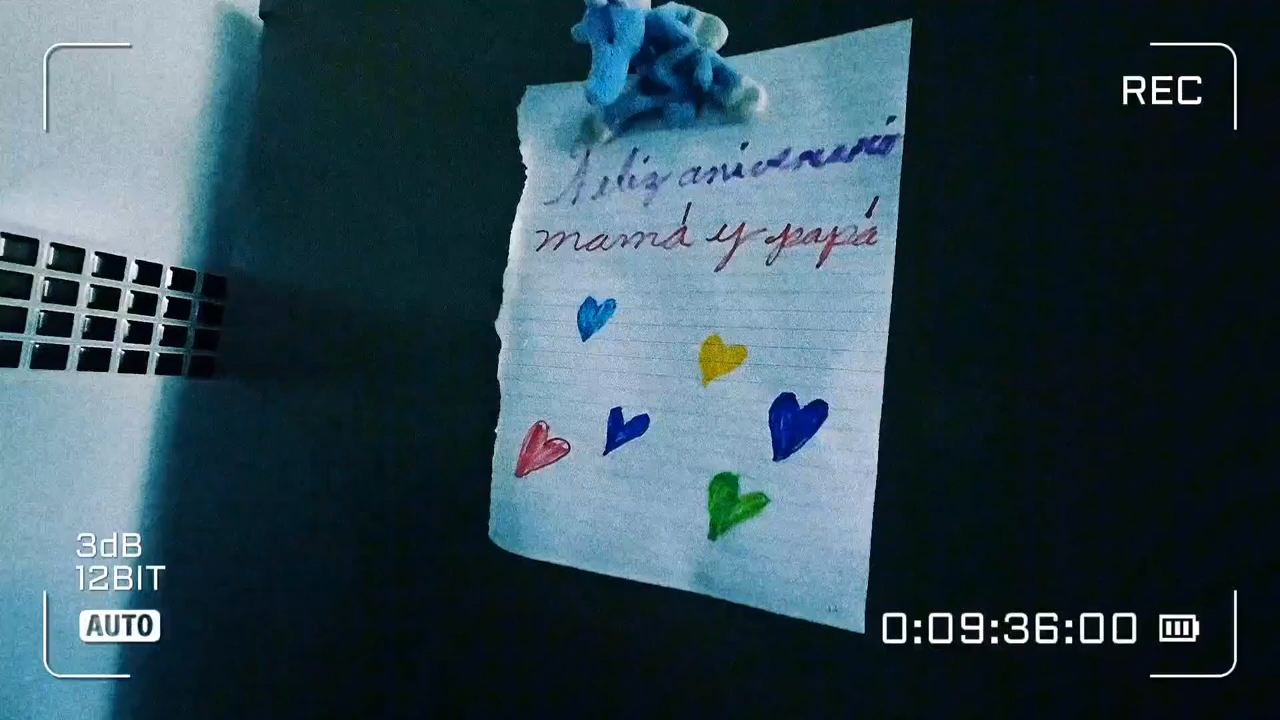 REC
Feliz aniversario
mamá y papá
3dB
12BIT
AUTO
0:09:36:00